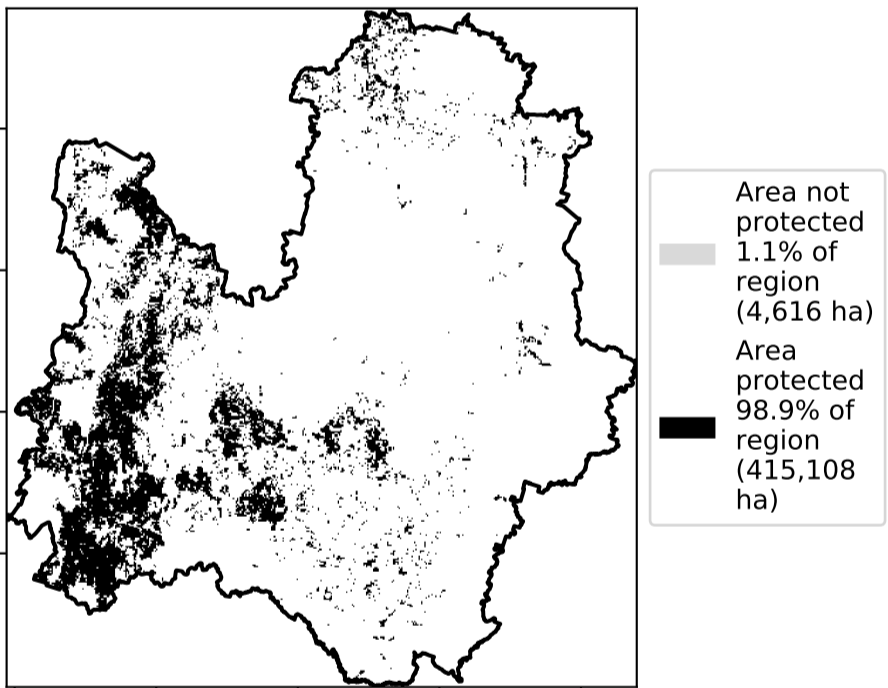 Area not
protected
1.1% of
region
(4,616 ha)
Area
protected
98.9% of
region
(415,108
ha)